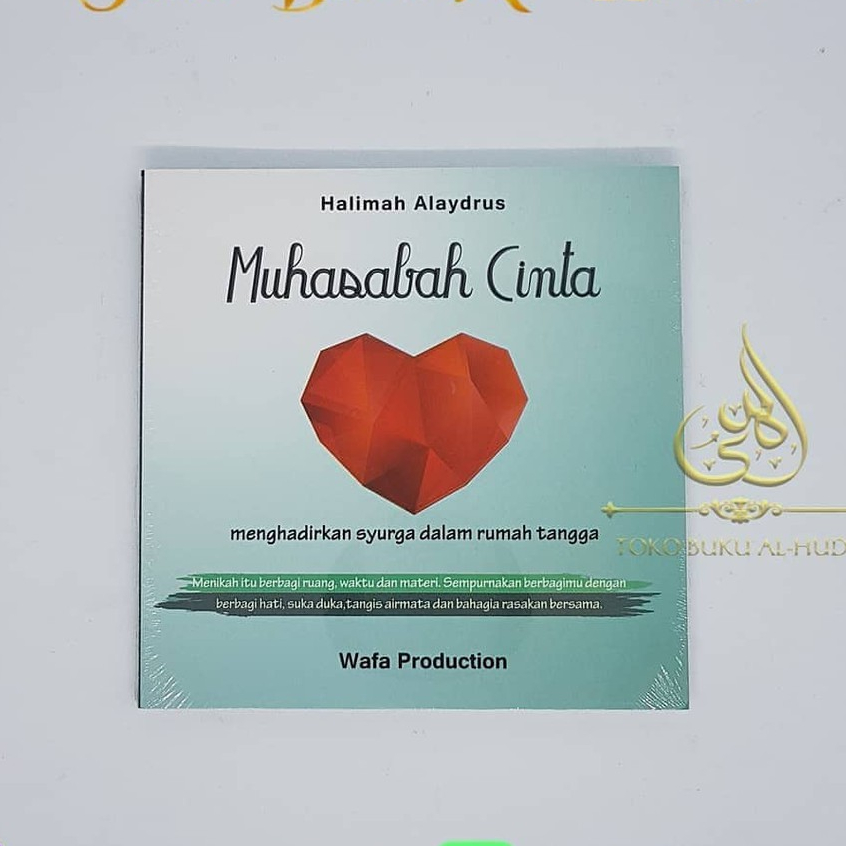 Halimah Alaydrus
Muhasabah Cinta
menghadirkan syurga dalam rumah tangga
Menikah itu berbagi ruang, waktu dan materi. Sempurnakan berbagimu dengan
berbagi hati, suka duka,tangis airmata dan bahagia rasakan bersama.
Wafa Production
الهدى
TOKO BUKU AL-HUD